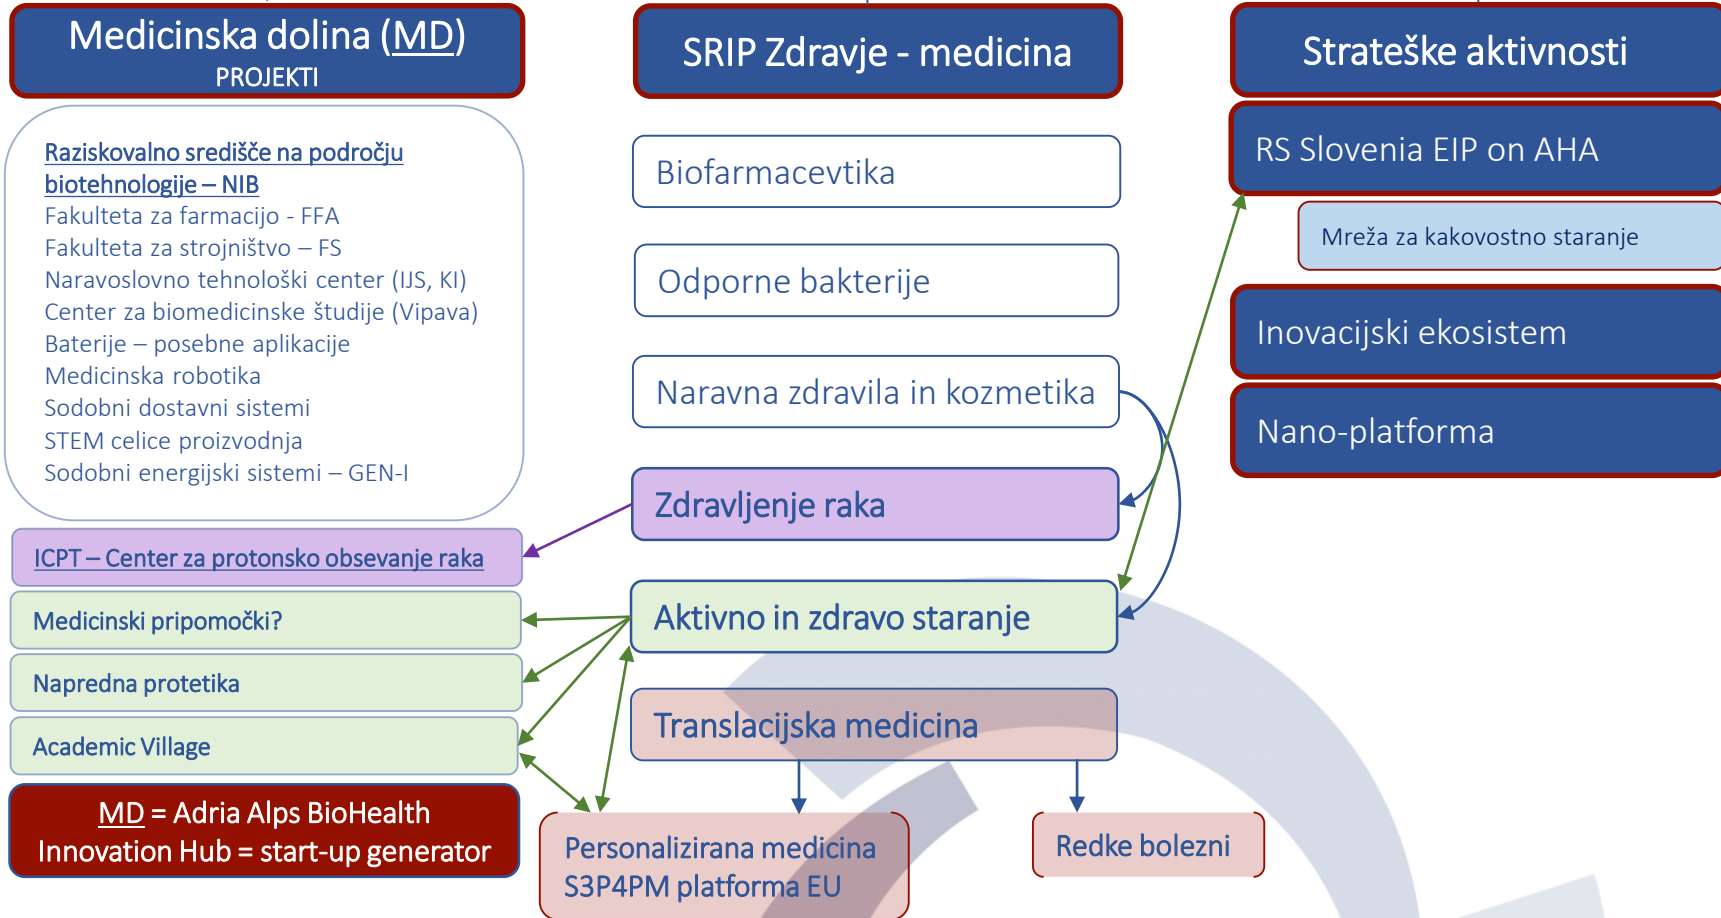 Medicinska dolina (MD)
PROJEKTI
Raziskovalno središče na področju
biotehnologije – NIB
Fakulteta za farmacijo - FFA
Fakulteta za strojništvo – FS
Naravoslovno tehnološki center (IJS, KI)
Center za biomedicinske študije (Vipava)
Baterije – posebne aplikacije
Medicinska robotika
Sodobni dostavni sistemi
STEM celice proizvodnja
Sodobni energijski sistemi – GEN-I
ICPT – Center za protonsko obsevanje raka
Medicinski pripomočki?
Napredna protetika
Academic Village
MD = Adria Alps BioHealth
Innovation Hub = start-up generator
SRIP Zdravje - medicina
Biofarmacevtika
Odporne bakterije
Naravna zdravila in kozmetika
Zdravljenje raka
Aktivno in zdravo staranje
Translacijska medicina
Personalizirana medicina
S3P4PM platforma EU
Redke bolezni
Strateške aktivnosti
RS Slovenia EIP on AHA
Mreža za kakovostno staranje
Inovacijski ekosistem
Nano-platforma